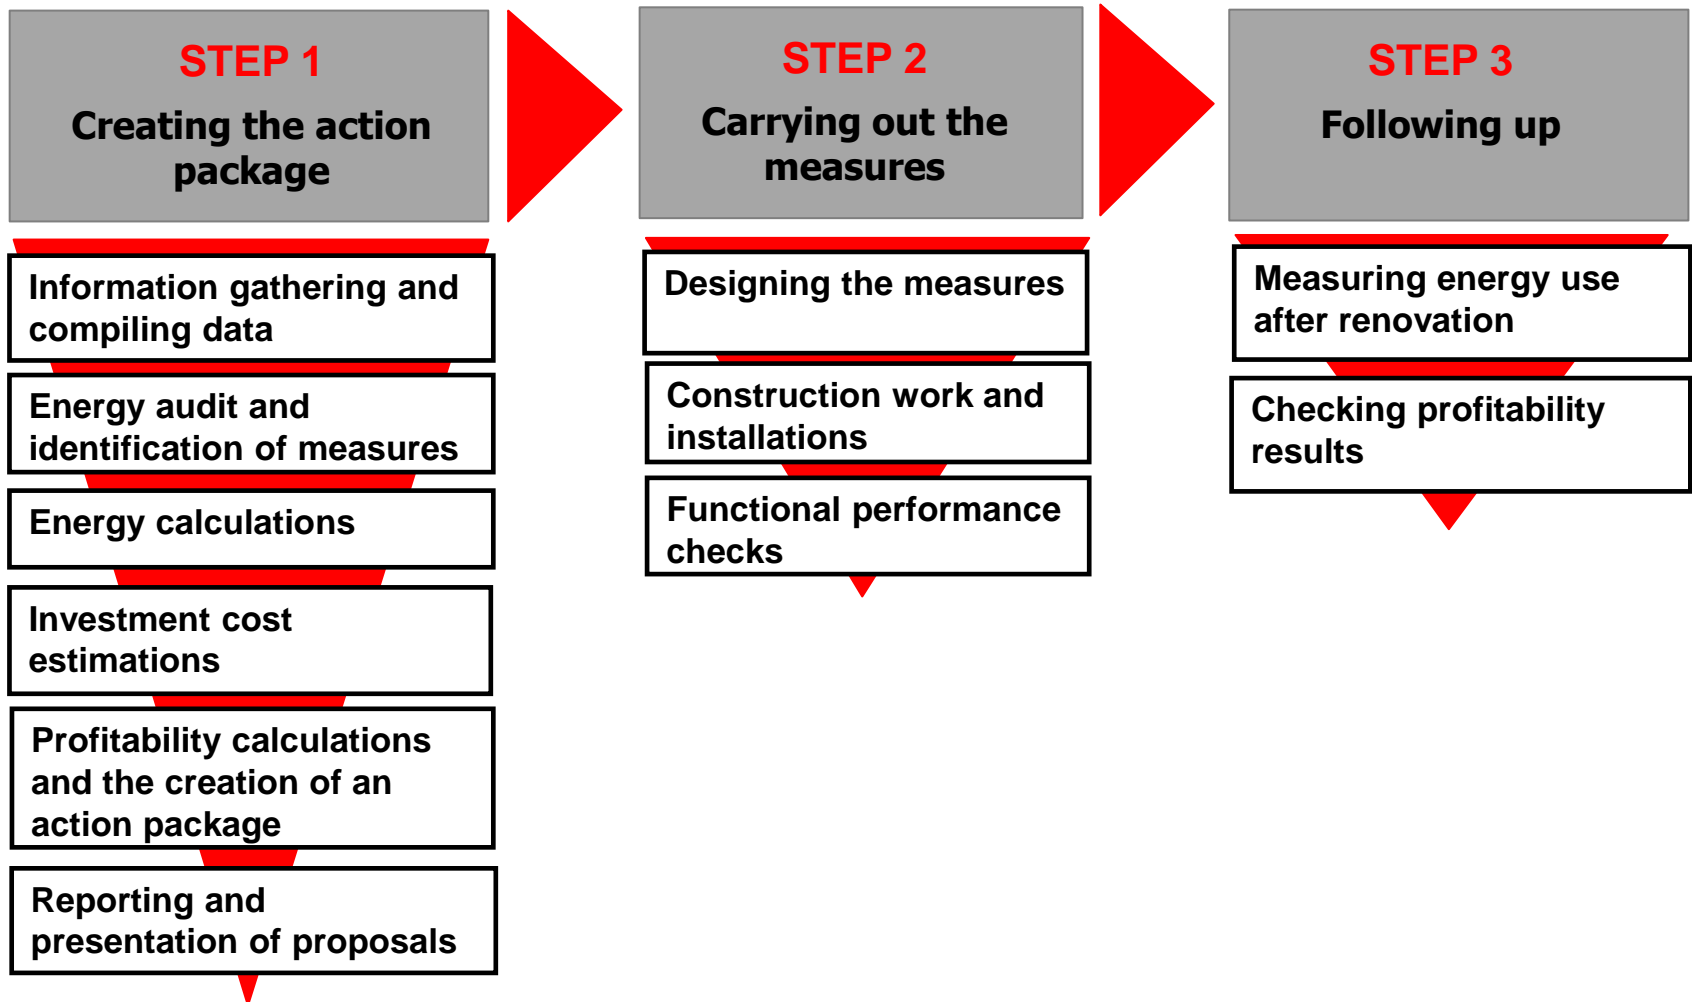 STEP 1
Creating the action
package
Information gathering and
compiling data
Energy audit and
identification of measures
Energy calculations
Investment cost
estimations
Profitability calculations
and the creation of an
action package
Reporting and
presentation of proposals
STEP 2
Carrying out the
measures
Designing the measures
Construction work and
installations
Functional performance
checks
STEP 3
Following up
Measuring energy use
after renovation
Checking profitability
results